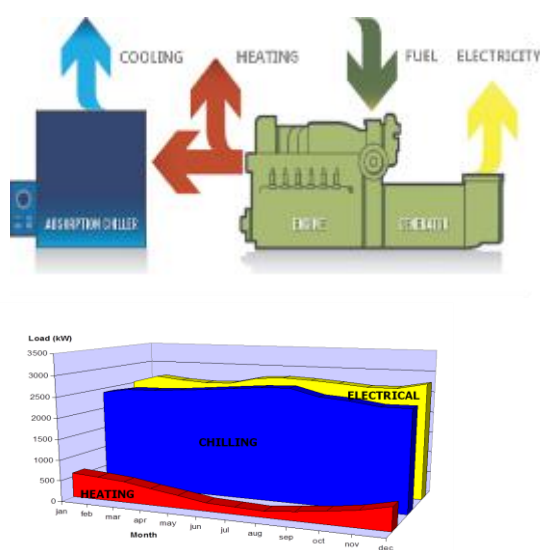 COOLING HEATING FUEL ELECTRICITY
ABSORPTION CHILLER ENGINE GENERATOR
Load (kW)
3500
3000
2500
2000
1500
1000
500
0
ELECTRICAL
CHILLING
HEATING
jan feb mar apr may jun jul aug sep oct nov dec
Month